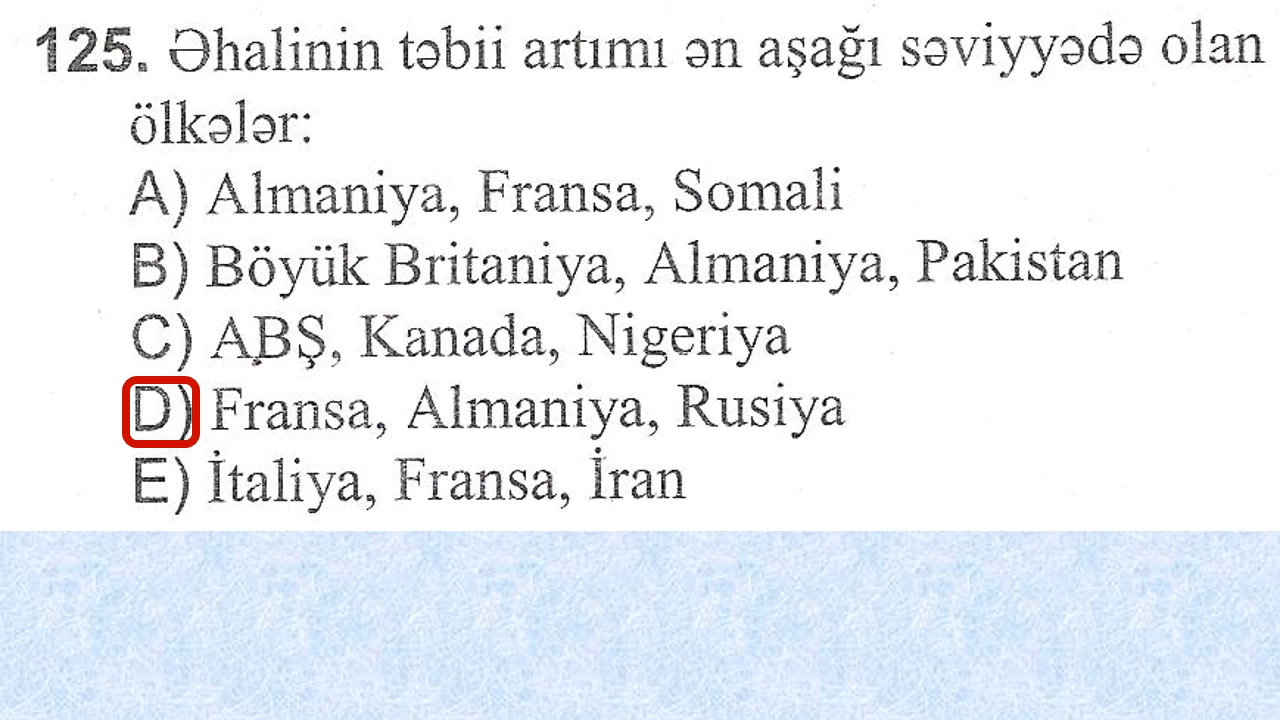 125. Əhalinin təbii artımı ən aşağı səviyyədə olan
ölkələr:
A) Almaniya, Fransa, Somali
B) Böyük Britaniya, Almaniya, Pakistan
C) ABŞ, Kanada, Nigeriya
D) Fransa, Almaniya, Rusiya
E) İtaliya, Fransa, İran